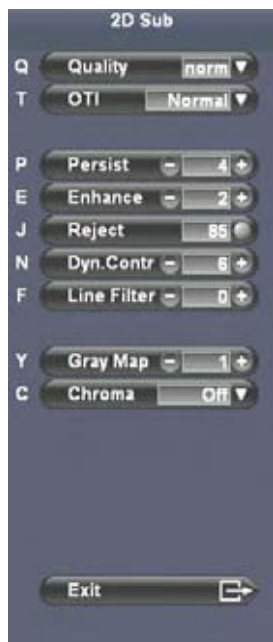 2D Sub
Q Quality norm
T OTI Normal
P Persist - 4 +
E Enhance - 2 +
J Reject 85
N Dyn.Contr - 6 +
F Line Filter - 0 +
Y Gray Map - 1 +
C Chroma Off
Exit